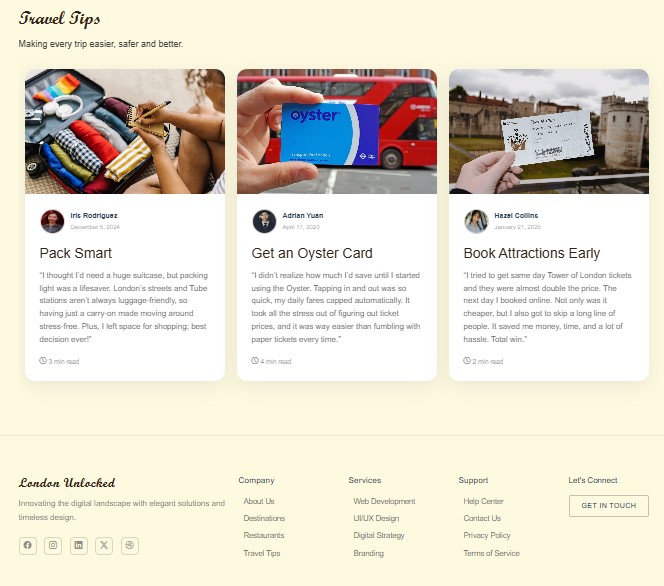 Travel Tips
Making every trip easier, safer and better.
oyster
Iris Rodriguez
December 5, 2024
Pack Smart
"I thought I'd need a huge suitcase, but packing
light was a lifesaver. London's streets and Tube
stations aren't always luggage-friendly, so
having just a carry-on made moving around
stress-free. Plus, I left space for shopping; best
decision ever!"
3 min read
Adrian Yuan
April 17, 2023
Get an Oyster Card
"I didn't realize how much I'd save until I started
using the Oyster. Tapping in and out was so
quick, my daily fares capped automatically. It
took all the stress out of figuring out ticket
prices, and it was way easier than fumbling with
paper tickets every time."
4 min read
Hazel Collins
January 21, 2025
Book Attractions Early
"I tried to get same day Tower of London tickets
and they were almost double the price. The
next day I booked online. Not only was it
cheaper, but I also got to skip a long line of
people. It saved me money, time, and a lot of
hassle. Total win."
2 min read
London Unlocked
Innovating the digital landscape with elegant solutions and
timeless design.
Company
About Us
Destinations
Restaurants
Travel Tips
Services
Web Development
UI/UX Design
Digital Strategy
Branding
Support
Help Center
Contact Us
Privacy Policy
Terms of Service
Let's Connect
GET IN TOUCH